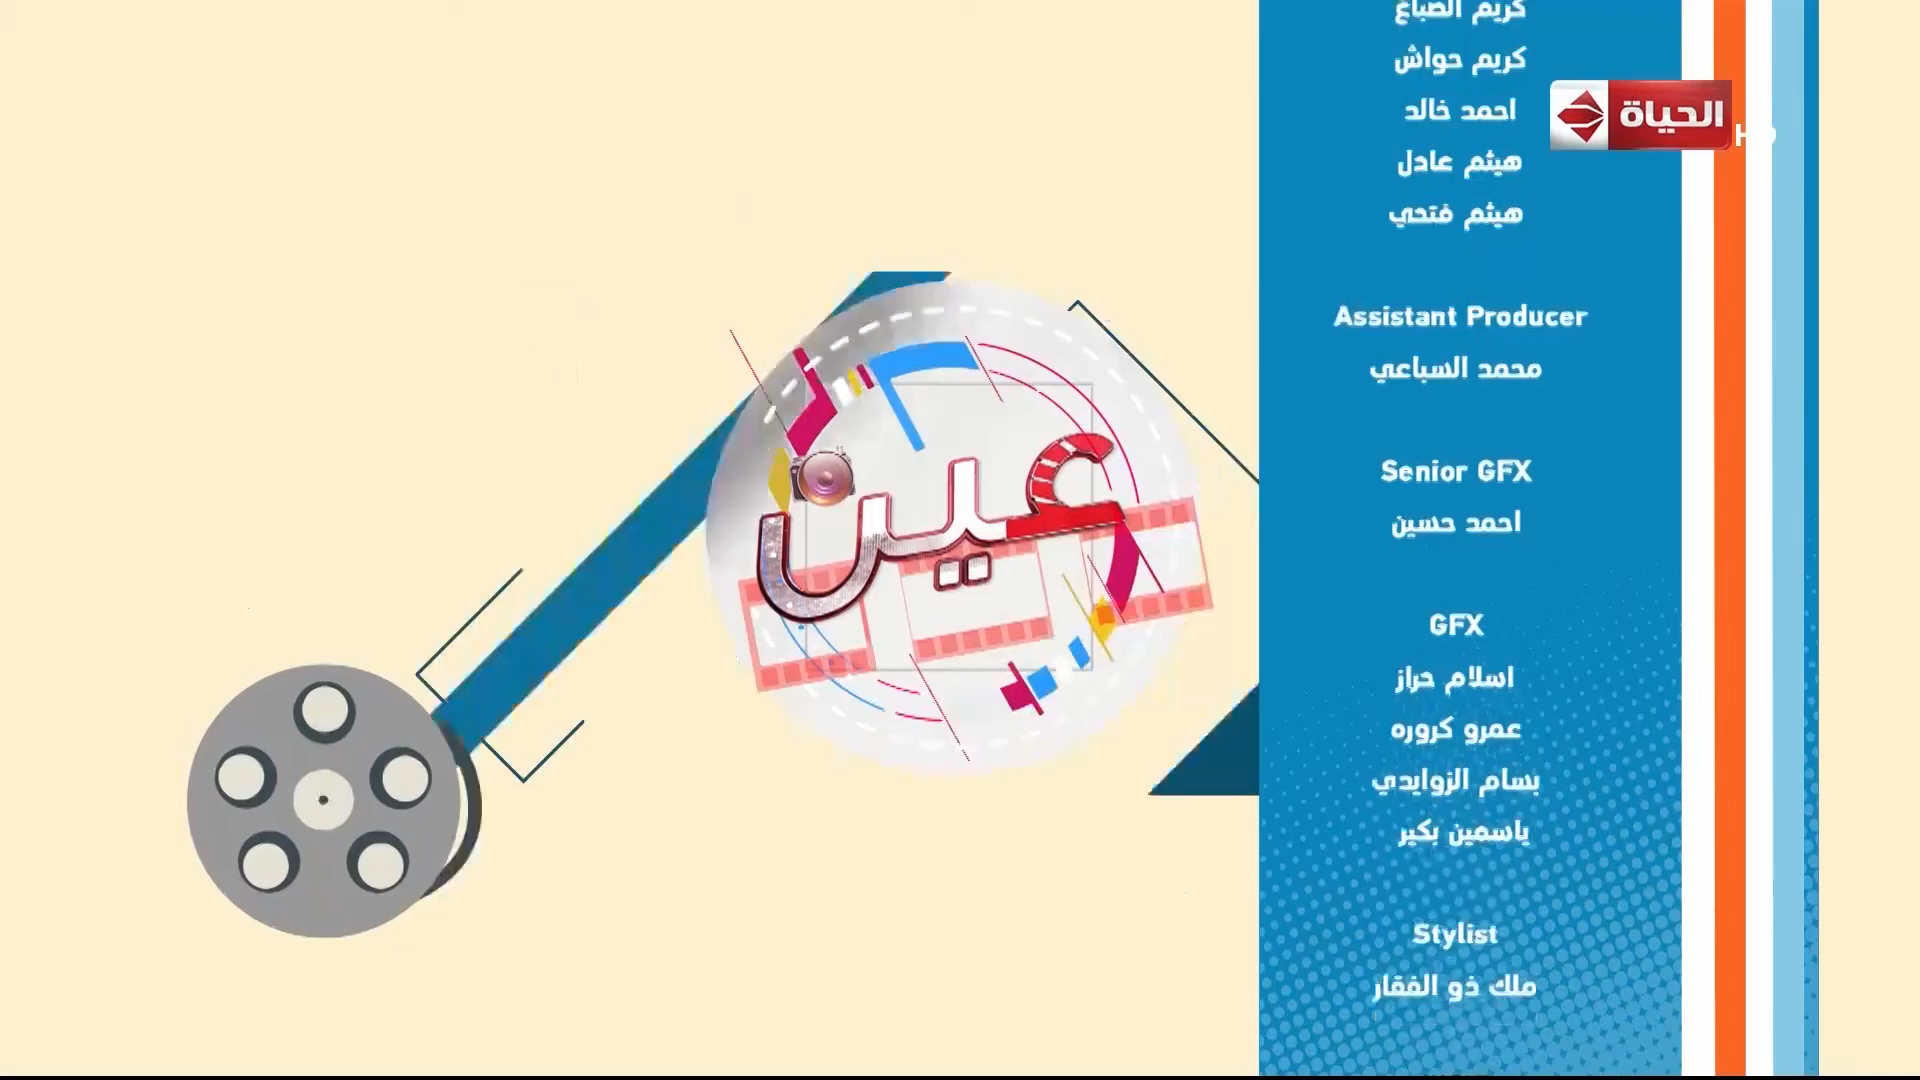 كريم الصباغ
كريم حواش
احمد خالد
هيثم عادل
هيثم فتحي
الحياة
HD
Assistant Producer
محمد السباعي
Senior GFX
احمد حسين
GFX
اسلام حراز
عمرو كروره
بسام الزوايدي
ياسمين بكير
Stylist
ملك ذو الفقار
عين